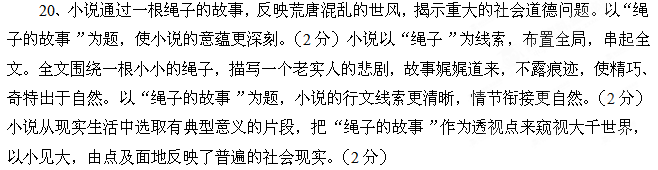 20、小说通过一根绳子的故事，反映荒唐混乱的世风，揭示重大的社会道德问题。以“绳
子的故事”为题，使小说的意蕴更深刻。（2 分）小说以“绳子”为线索，布置全局，串起全
文。全文围绕一根小小的绳子，描写一个老实人的悲剧，故事娓娓道来，不露痕迹，使精巧、
奇特出于自然。以“绳子的故事”为题，小说的行文线索更清晰，情节衔接更自然。（2 分）
小说从现实生活中选取有典型意义的片段，把“绳子的故事”作为透视点来窥视大千世界，
以小见大，由点及面地反映了普遍的社会现实。（2 分）